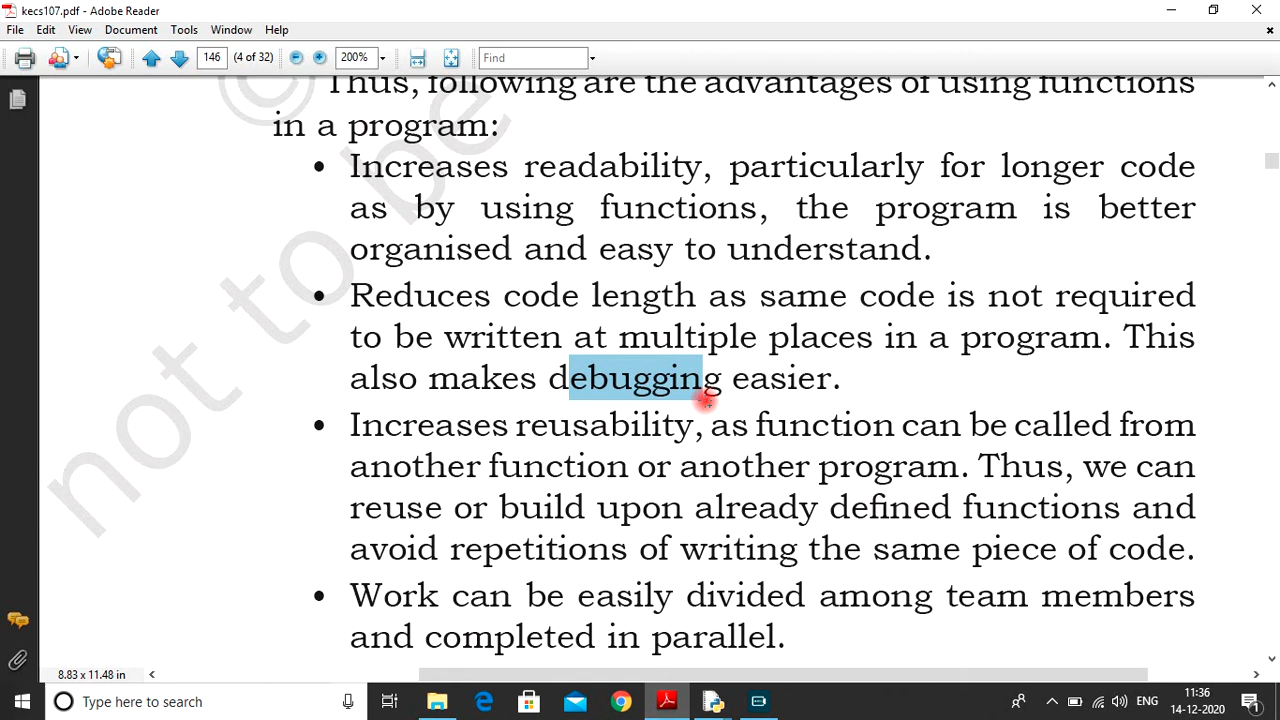 kecs107.pdf - Adobe Reader
File Edit View Document Tools Window Help
146 (4 of 32) 200% Find
Thus, following are the advantages of using functions
in a program:
• Increases readability, particularly for longer code
as by using functions, the program is better
organised and easy to understand.
• Reduces code length as same code is not required
to be written at multiple places in a program. This
also makes debugging easier.
• Increases reusability, as function can be called from
another function or another program. Thus, we can
reuse or build upon already defined functions and
avoid repetitions of writing the same piece of code.
• Work can be easily divided among team members
and completed in parallel.
© not to be
8.83 x 11.48 in
Type here to search
ENG
11:36
14-12-2020
1